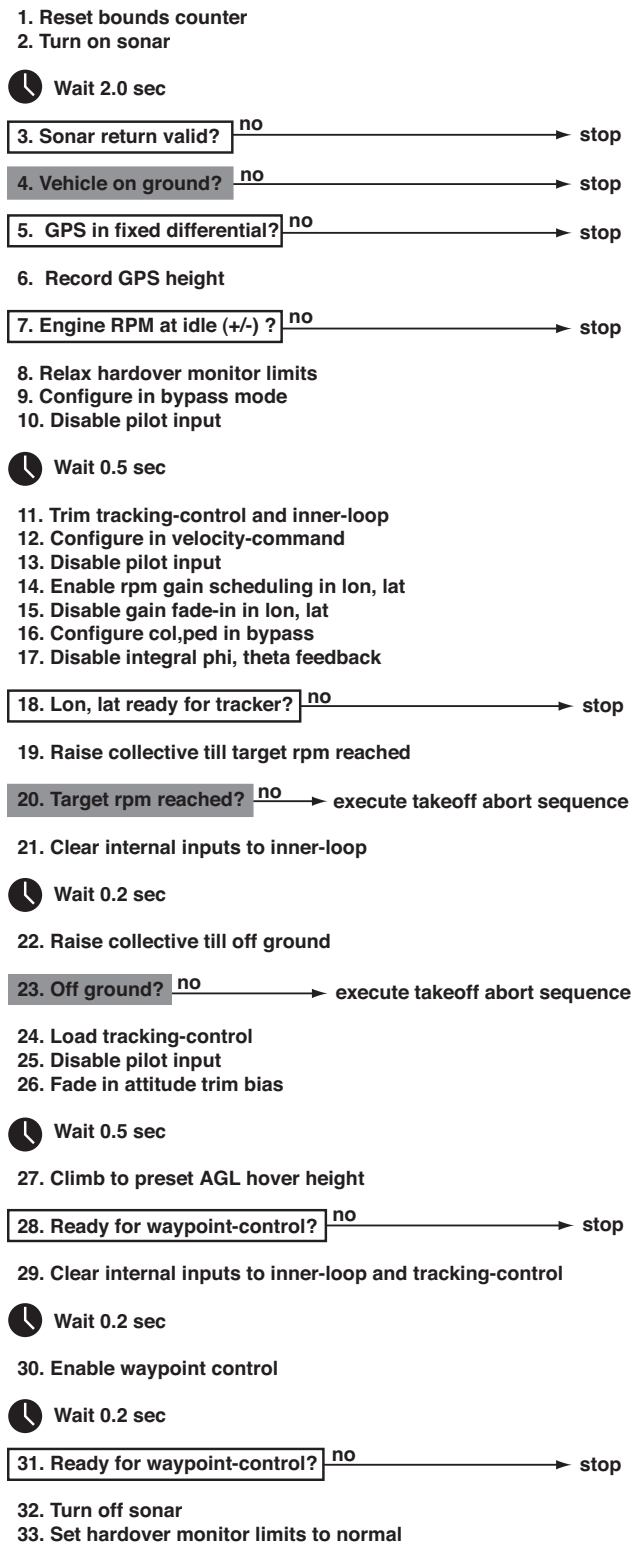 1. Reset bounds counter
2. Turn on sonar
Wait 2.0 sec
3. Sonar return valid? no stop
4. Vehicle on ground? no stop
5. GPS in fixed differential? no stop
6. Record GPS height
7. Engine RPM at idle (+/-) ? no stop
8. Relax hardover monitor limits
9. Configure in bypass mode
10. Disable pilot input
Wait 0.5 sec
11. Trim tracking-control and inner-loop
12. Configure in velocity-command
13. Disable pilot input
14. Enable rpm gain scheduling in lon, lat
15. Disable gain fade-in in lon, lat
16. Configure col,ped in bypass
17. Disable integral phi, theta feedback
18. Lon, lat ready for tracker? no stop
19. Raise collective till target rpm reached
20. Target rpm reached? no execute takeoff abort sequence
21. Clear internal inputs to inner-loop
Wait 0.2 sec
22. Raise collective till off ground
23. Off ground? no execute takeoff abort sequence
24. Load tracking-control
25. Disable pilot input
26. Fade in attitude trim bias
Wait 0.5 sec
27. Climb to preset AGL hover height
28. Ready for waypoint-control? no stop
29. Clear internal inputs to inner-loop and tracking-control
Wait 0.2 sec
30. Enable waypoint control
Wait 0.2 sec
31. Ready for waypoint-control? no stop
32. Turn off sonar
33. Set hardover monitor limits to normal